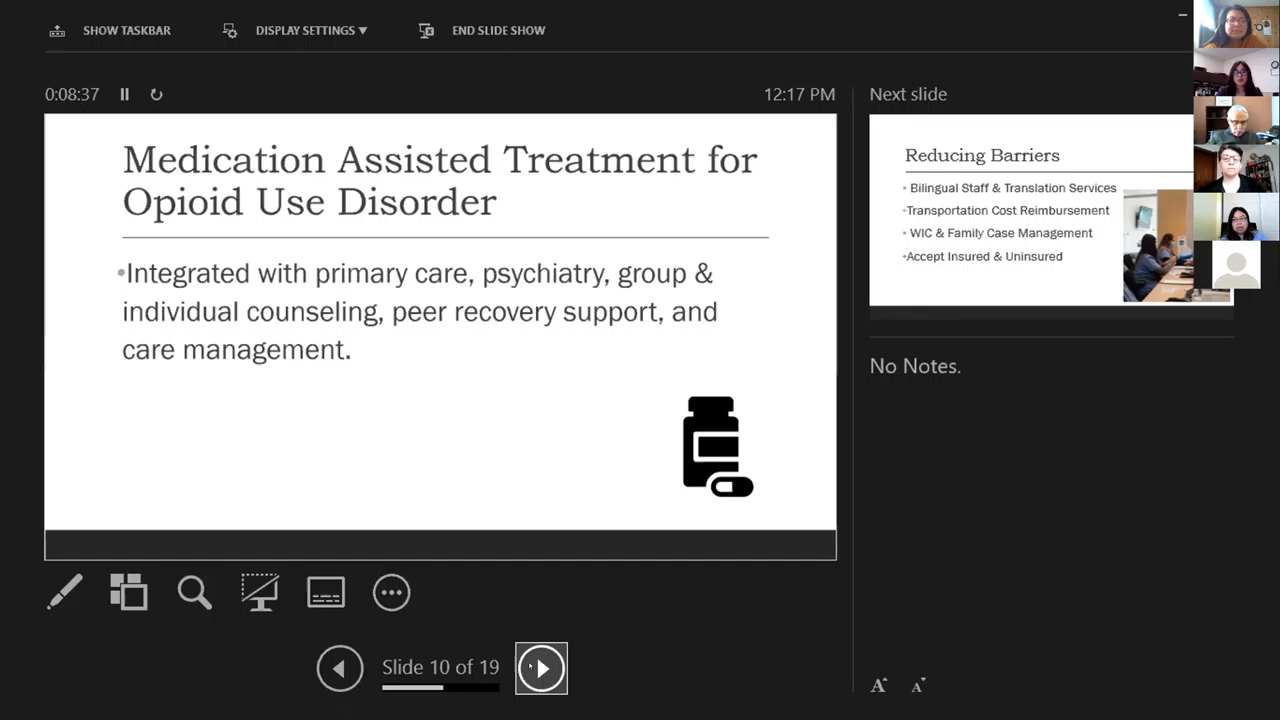 SHOW TASKBAR
DISPLAY SETTINGS ▼
END SLIDE SHOW
0:08:37
12:17 PM
Medication Assisted Treatment for
Opioid Use Disorder
•Integrated with primary care, psychiatry, group &
individual counseling, peer recovery support, and
care management.
Slide 10 of 19
Next slide
Reducing Barriers
• Bilingual Staff & Translation Services
•Transportation Cost Reimbursement
• WIC & Family Case Management
•Accept Insured & Uninsured
No Notes.
A A